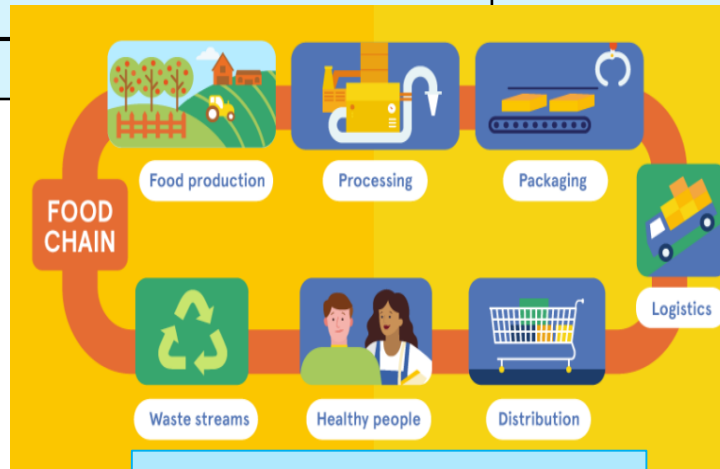 Food production
Processing
Packaging
FOOD
CHAIN
Logistics
Waste streams
Healthy people
Distribution